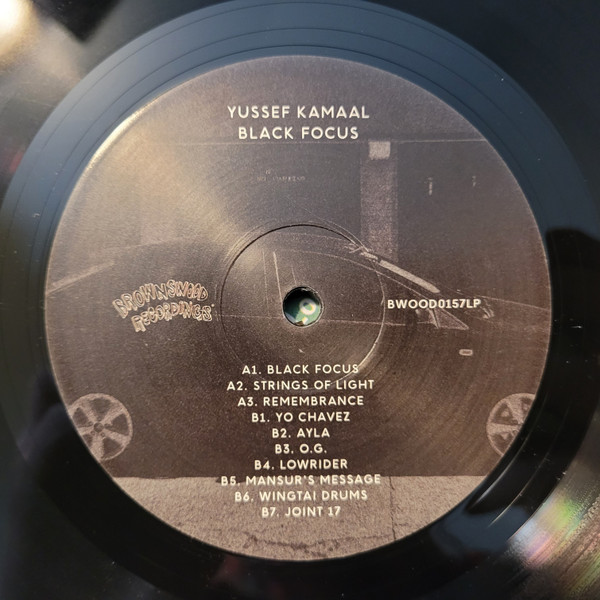 YUSSEF KAMAAL
BLACK FOCUS
BROWNSWOOD
RECORDINGS
BWOOD0157LP
A1. BLACK FOCUS
A2. STRINGS OF LIGHT
A3. REMEMBRANCE
B1. YO CHAVEZ
B2. AYLA
B3. O.G.
B4. LOWRIDER
B5. MANSUR'S MESSAGE
B6. WINGTAI DRUMS
B7. JOINT 17